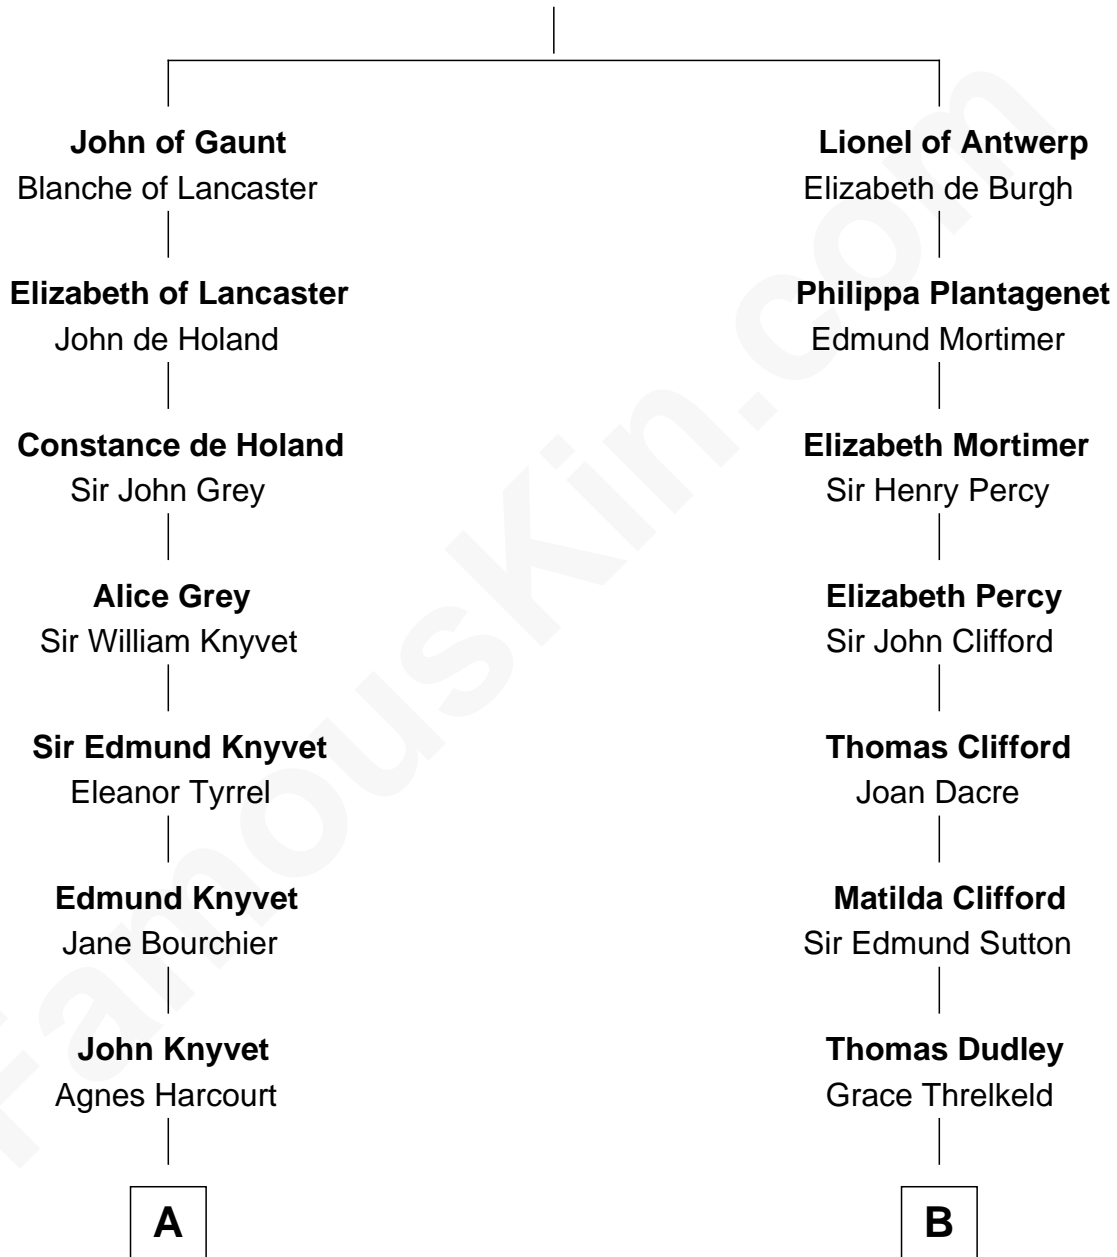 John of Gaunt
Blanche of Lancaster
Elizabeth of Lancaster
John de Holand
Constance de Holand
Sir John Grey
Alice Grey
Sir William Knyvet
Sir Edmund Knyvet
Eleanor Tyrrel
Edmund Knyvet
Jane Bourchier
John Knyvet
Agnes Harcourt
A
Lionel of Antwerp
Elizabeth de Burgh
Philippa Plantagenet
Edmund Mortimer
Elizabeth Mortimer
Sir Henry Percy
Elizabeth Percy
Sir John Clifford
Thomas Clifford
Joan Dacre
Matilda Clifford
Sir Edmund Sutton
Thomas Dudley
Grace Threlkeld
B
FamousKin.com